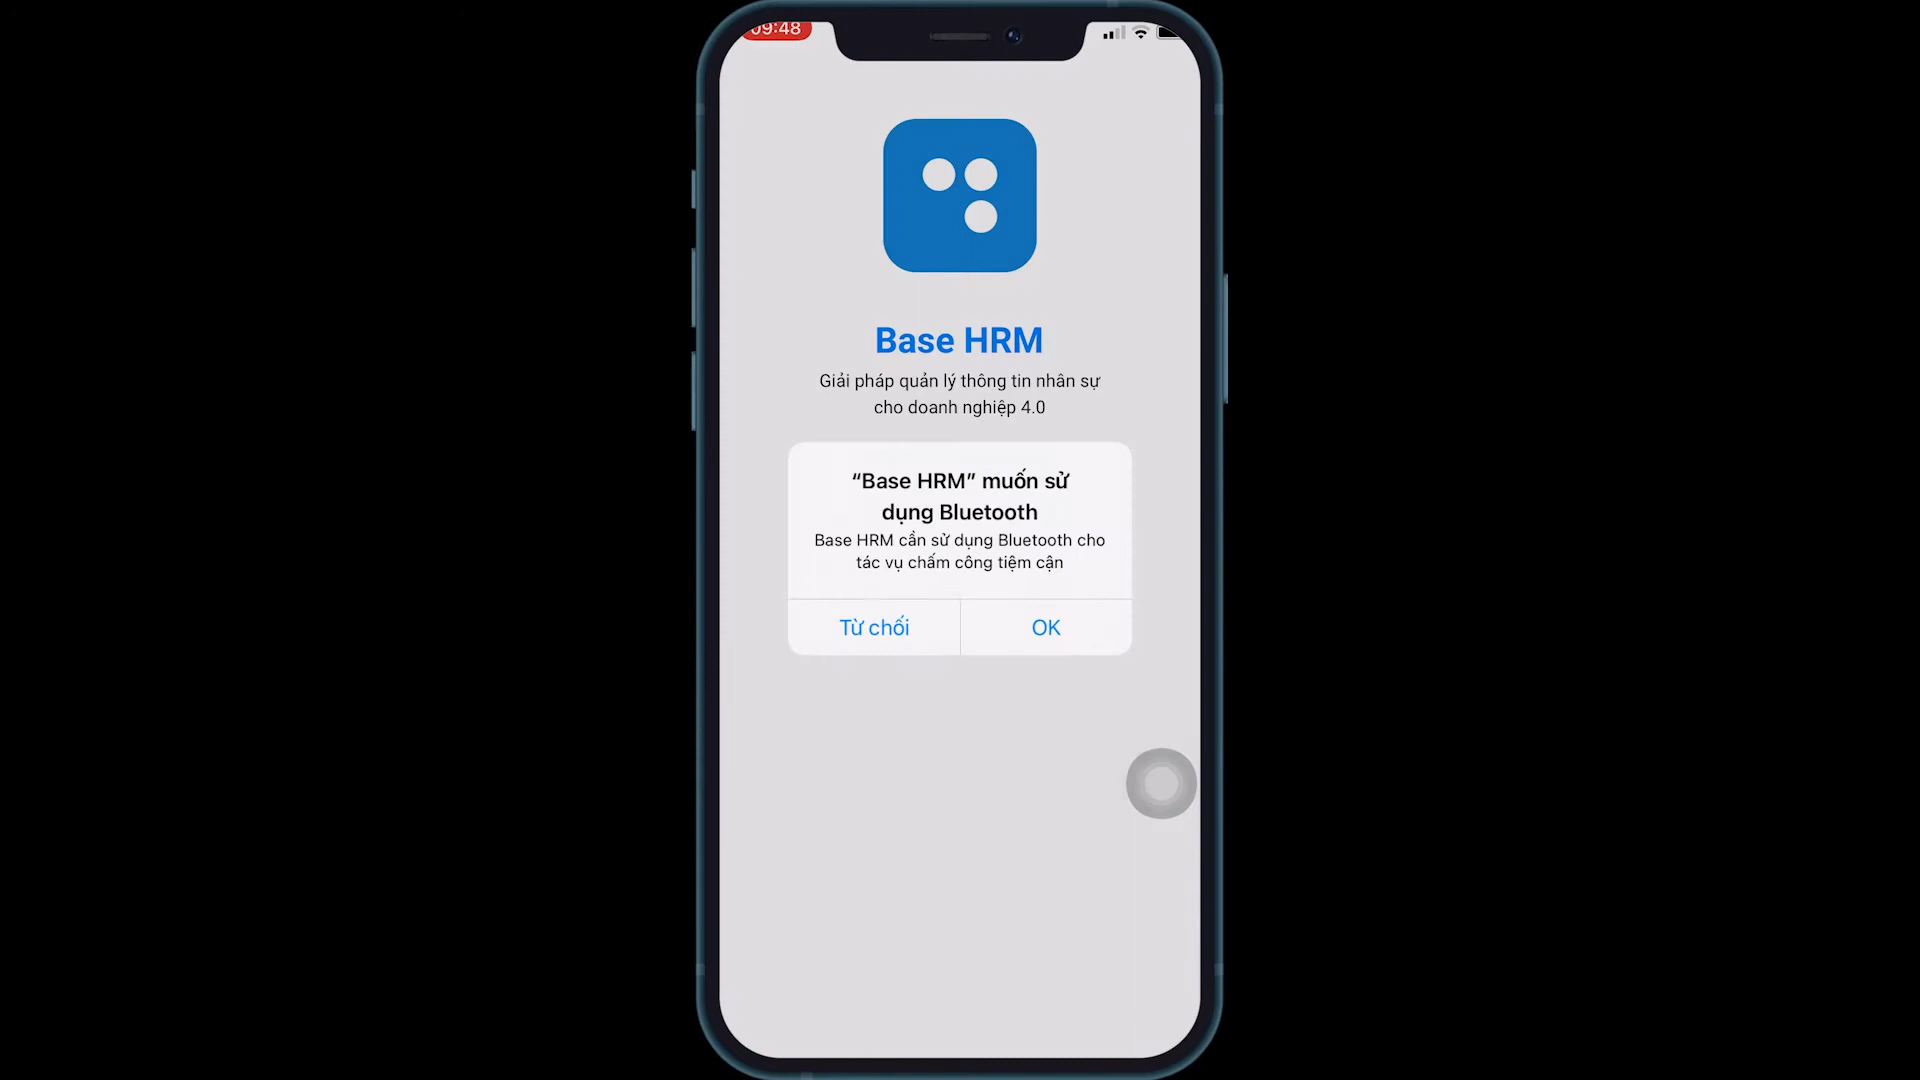 09:48
Base HRM
Giải pháp quản lý thông tin nhân sự
cho doanh nghiệp 4.0
“Base HRM” muốn sử
dụng Bluetooth
Base HRM cần sử dụng Bluetooth cho
tác vụ chấm công tiệm cận
Từ chối
OK